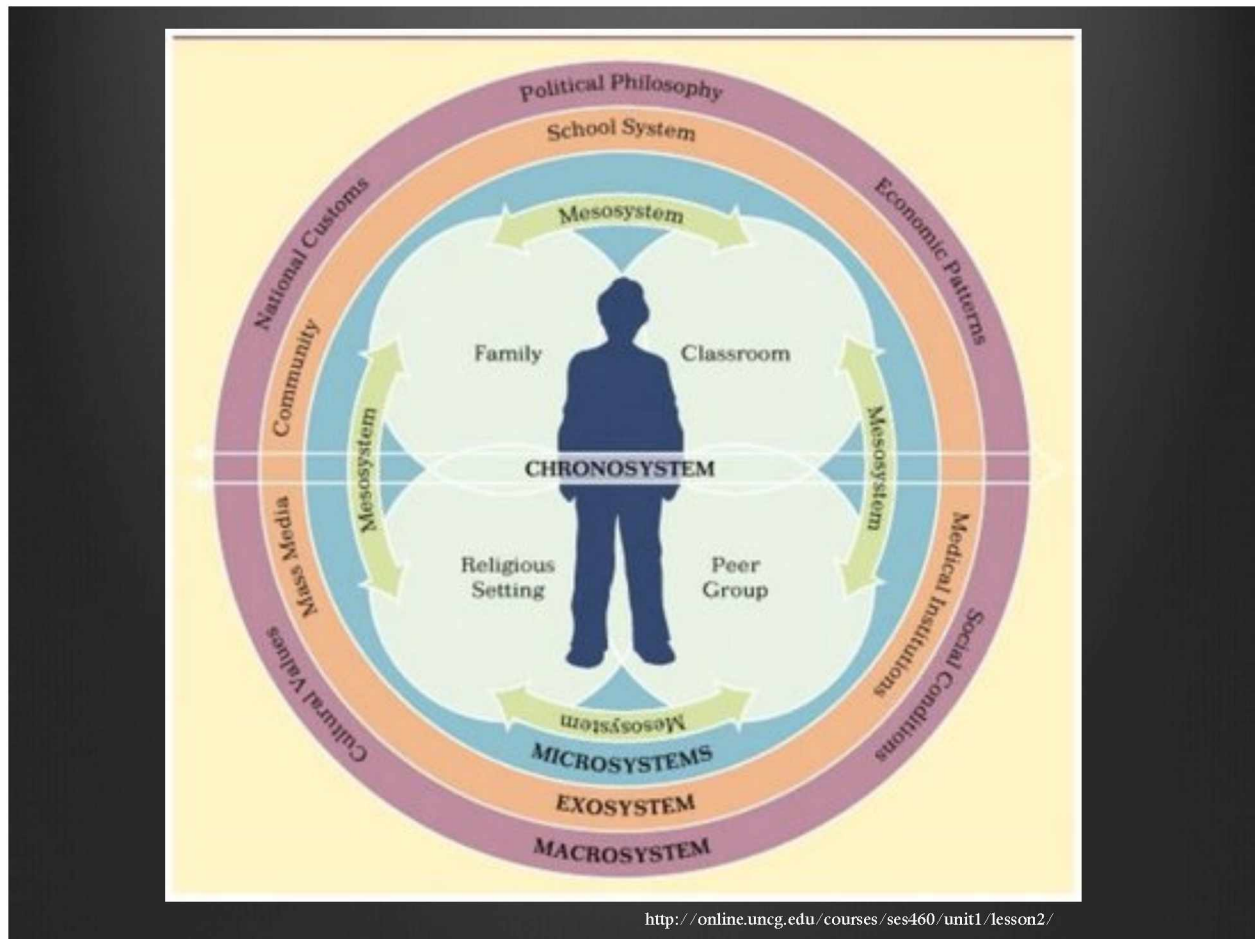 Political Philosophy
School System
National Customs
Economic Patterns
Mesosystem
Community
Family
Classroom
Mesosystem
Mesosystem
CHRONOSYSTEM
Mass Media
Medical Institutions
Religious
Setting
Peer
Group
Cultural Values
Social Conditions
Mesosystem
MICROSYSTEMS
EXOSYSTEM
MACROSYSTEM
http://online.uncg.edu/courses/ses460/unit1/lesson2/